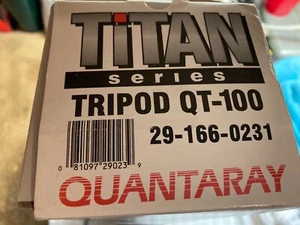 TiTAN
series
TRIPOD QT-100
29-166-0231
0 81097 29023 9
QUANTARAY